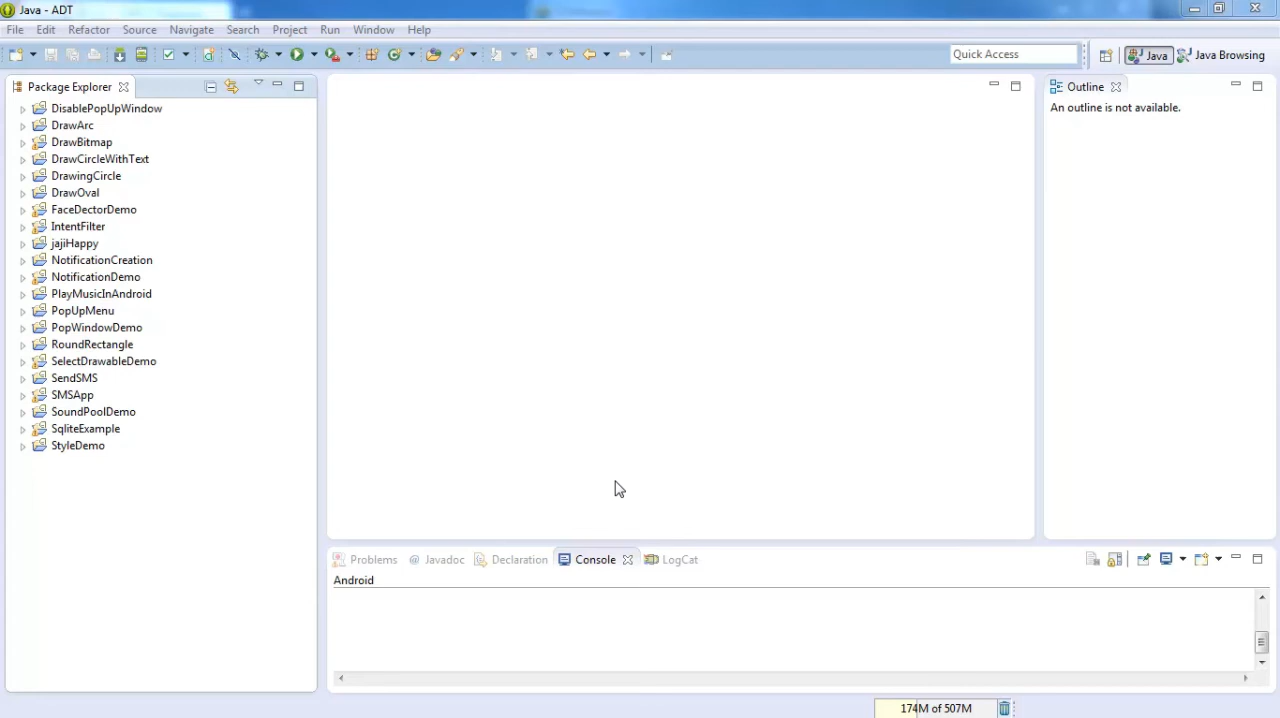 Java - ADT
File Edit Refactor Source Navigate Search Project Run Window Help
Quick Access
Java
Java Browsing
Package Explorer
DisablePopUpWindow
DrawArc
DrawBitmap
DrawCircleWithText
DrawingCircle
DrawOval
FaceDectorDemo
IntentFilter
jajiHappy
NotificationCreation
NotificationDemo
PlayMusicInAndroid
PopUpMenu
PopWindowDemo
RoundRectangle
SelectDrawableDemo
SendSMS
SMSApp
SoundPoolDemo
SqliteExample
StyleDemo
Outline
An outline is not available.
Problems @ Javadoc Declaration Console LogCat
Android
174M of 507M